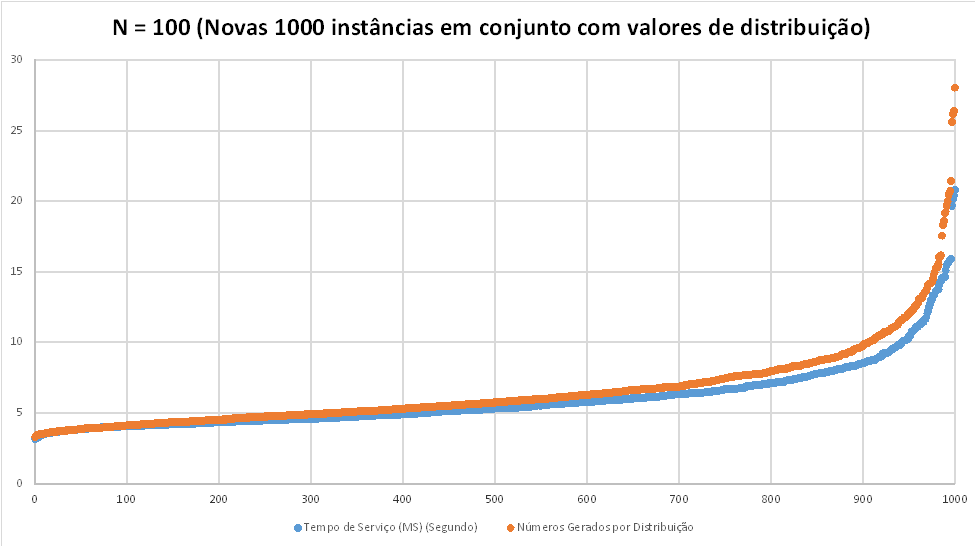 N = 100 (Novas 1000 instâncias em conjunto com valores de distribuição)
30
25
20
15
10
5
0
0 100 200 300 400 500 600 700 800 900 1000
Tempo de Serviço (MS) (Segundo) Números Gerados por Distribuição